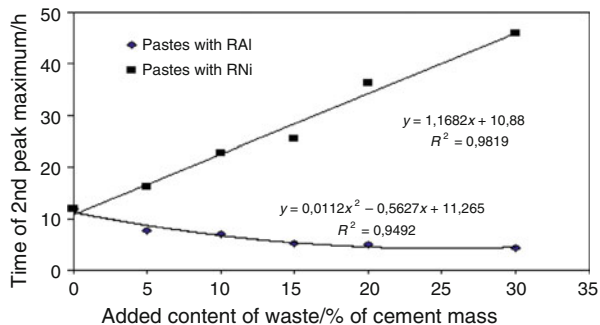 Time of 2nd peak maximum/h
50
40
30
20
10
0
Pastes with RAl
Pastes with RNi
y = 1,1682x + 10,88
R² = 0,9819
y = 0,0112x² − 0,5627x + 11,265
R² = 0,9492
0 5 10 15 20 25 30 35
Added content of waste/% of cement mass